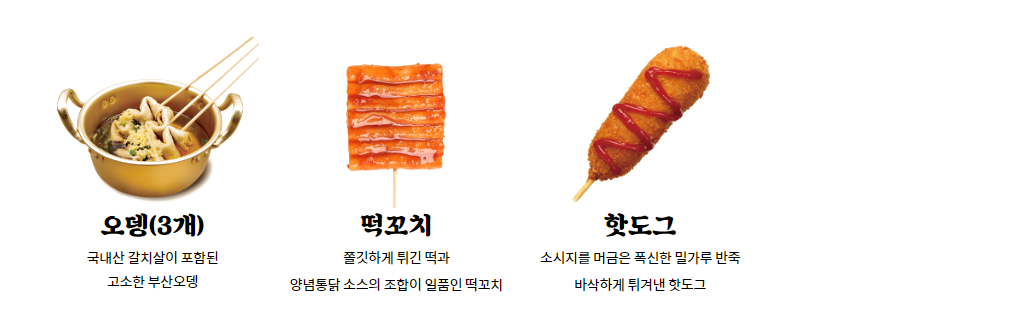 오뎅(3개)
국내산 갈치살이 포함된
고소한 부산오뎅
떡꼬치
쫄깃하게 튀긴 떡과
양념통닭 소스의 조합이 일품인 떡꼬치
핫도그
소시지를 머금은 폭신한 밀가루 반죽
바삭하게 튀겨낸 핫도그